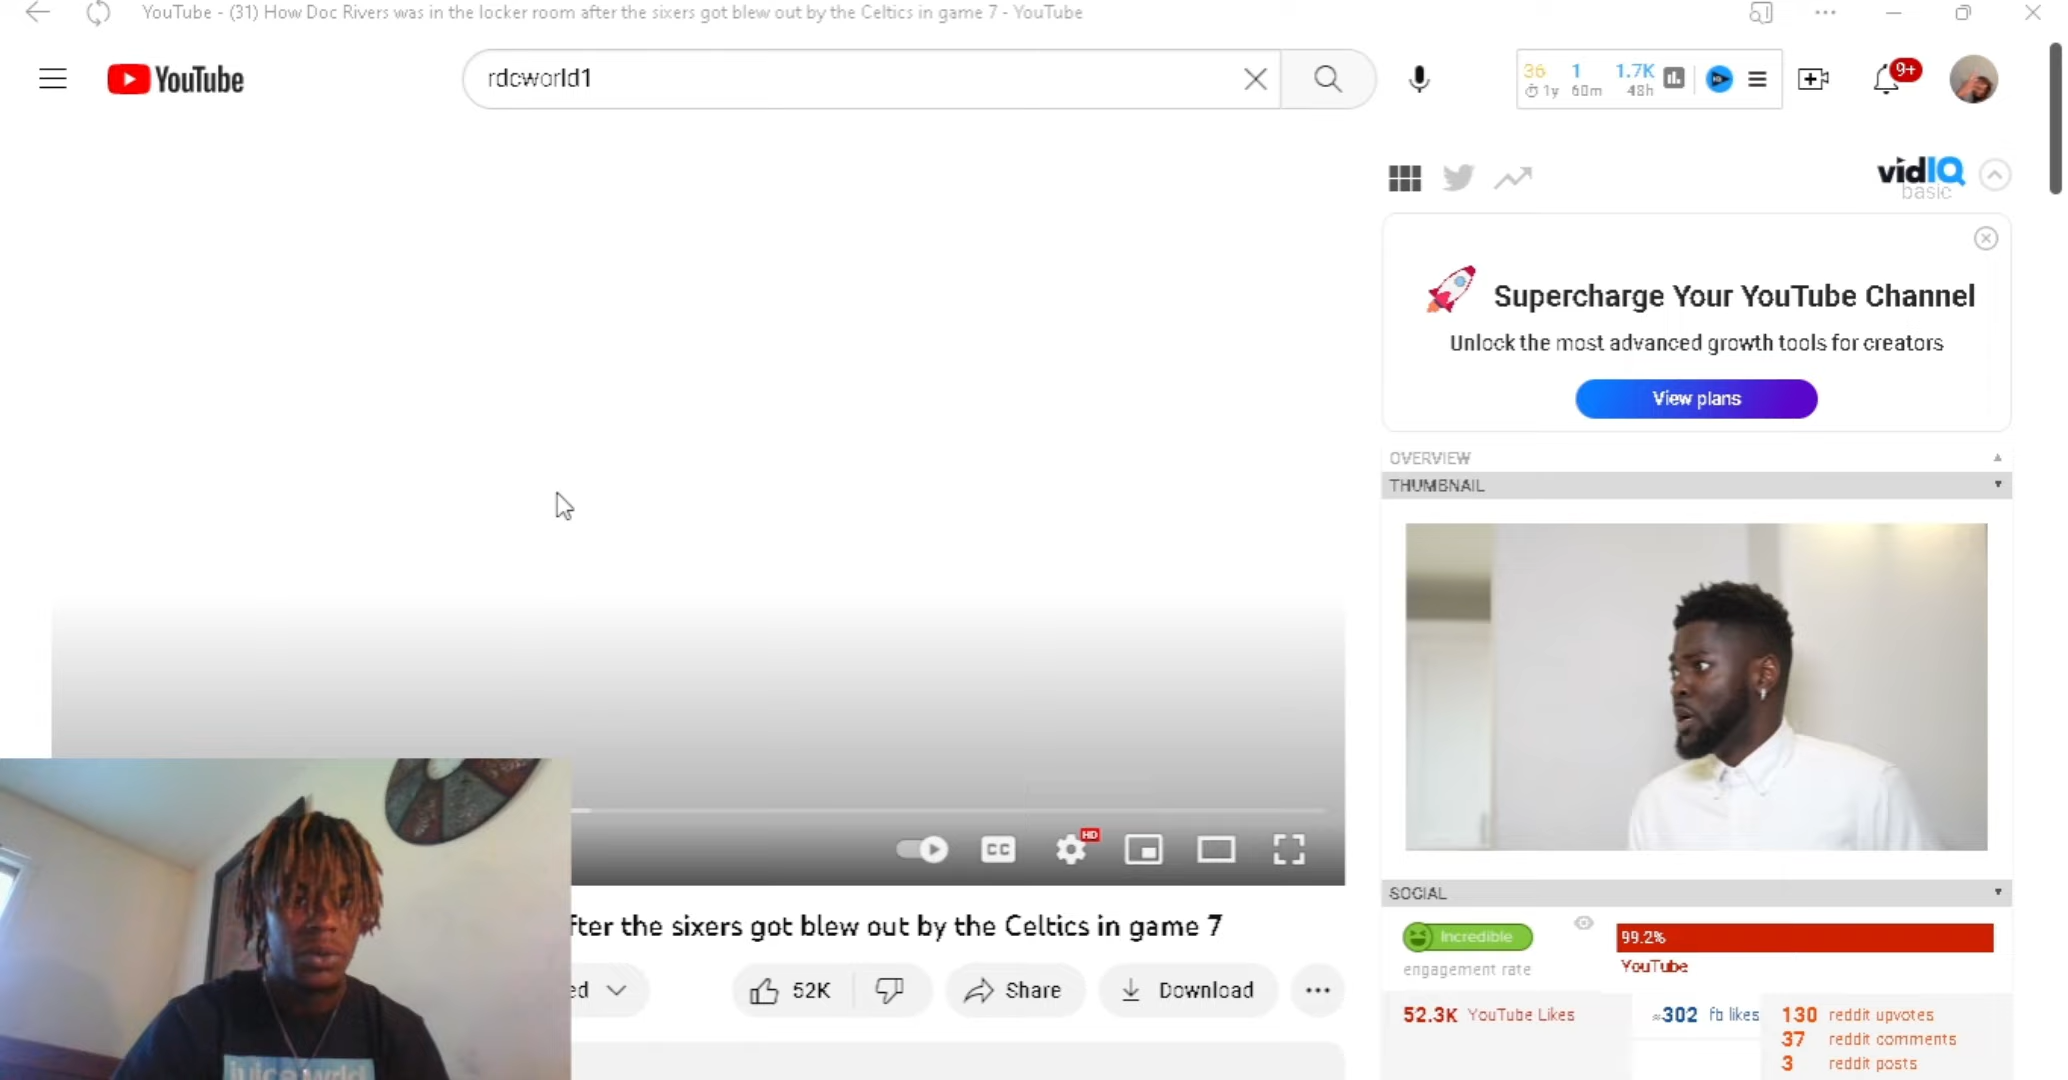 YouTube - (31) How Doc Rivers was in the locker room after the sixers got blew out by the Celtics in game 7 - YouTube
YouTube
rdcworld1
36 1 1.7K
1y 60m 48h
9+
vidIQ
basic
Supercharge Your YouTube Channel
Unlock the most advanced growth tools for creators
View plans
OVERVIEW
THUMBNAIL
CC
HD
fter the sixers got blew out by the Celtics in game 7
ed
52K
Share
Download
SOCIAL
Incredible
engagement rate
99.2%
YouTube
52.3K YouTube Likes
≈302 fb likes
130 reddit upvotes
37 reddit comments
3 reddit posts
juice wrld